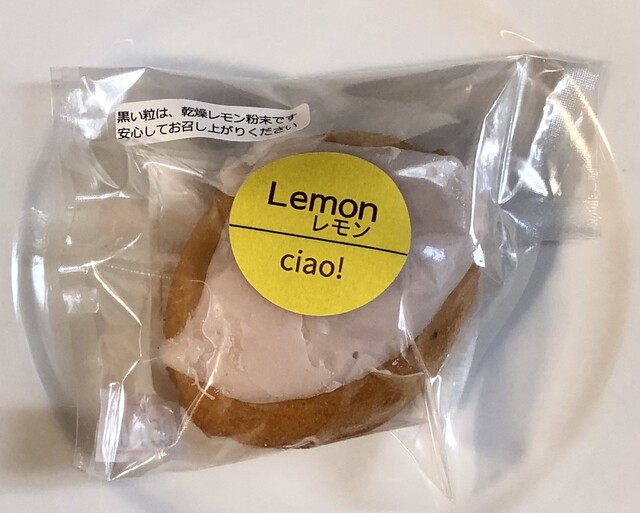 黒い粒は、乾燥レモン粉末です
安心してお召し上がりください
Lemon
レモン
ciao!